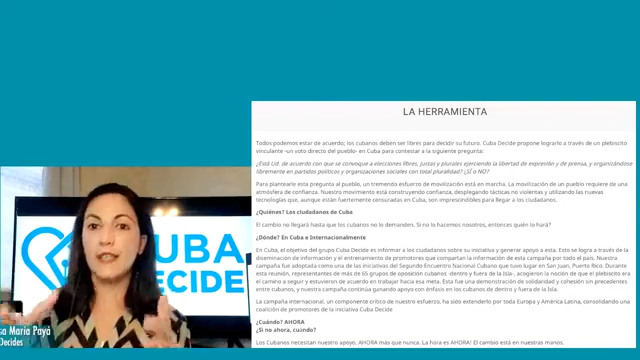 LA HERRAMIENTA
Todos podemos estar de acuerdo; los cubanos deben ser libres para decidir su futuro. Cuba Decide propone lograrlo a través de un plebiscito
vinculante -un voto directo del pueblo- en Cuba para contestar a la siguiente pregunta:
¿Está Ud. de acuerdo con que se convoque a elecciones libres, justas y plurales ejerciendo la libertad de expresión y de prensa, y organizándose
libremente en partidos políticos y organizaciones sociales con total pluralidad? ¿SÍ o NO?
Para plantearle esta pregunta al pueblo, un tremendo esfuerzo de movilización está en marcha. La movilización de un pueblo requiere de una
atmósfera de confianza. Nuestro movimiento está construyendo confianza, desplegando tácticas no violentas y utilizando las nuevas
tecnologías que, aunque están fuertemente censuradas en Cuba, son imprescindibles para llegar a los ciudadanos.
¿Quiénes? Los ciudadanos de Cuba
El cambio no llegará hasta que los cubanos no lo demanden. Si no lo hacemos nosotros, entonces quién lo hará?
¿Dónde? En Cuba e Internacionalmente
En Cuba, el objetivo del grupo Cuba Decide es informar a los ciudadanos sobre su iniciativa y generar apoyo a esta. Esto se logra a través de la
diseminación de información y el entrenamiento de promotores que compartan la información de esta campaña por todo el país. Nuestra
campaña fue adoptada como una de las iniciativas del Segundo Encuentro Nacional Cubano que tuvo lugar en San Juan, Puerto Rico. Durante
esta reunión, representantes de más de 65 grupos de oposición cubanos -dentro y fuera de la Isla-, acogieron la noción de que el plebiscito era
el camino a seguir y estuvieron de acuerdo en trabajar hacia esa meta. Esta fue una demostración de solidaridad y cohesión sin precedentes
entre cubanos, y nuestra campaña continúa ganando apoyo con énfasis en los cubanos de dentro y fuera de la Isla.
La campaña internacional, un componente crítico de nuestro esfuerzo, ha sido extendido por toda Europa y América Latina, consolidando una
coalición de promotores de la iniciativa Cuba Decide
¿Cuándo? AHORA
¿Si no ahora, cuándo?
Los Cubanos necesitan nuestro apoyo, AHORA más que nunca. La hora es AHORA! El cambio está en nuestras manos.
CUBA
DECIDE
sa María Payá
Decides